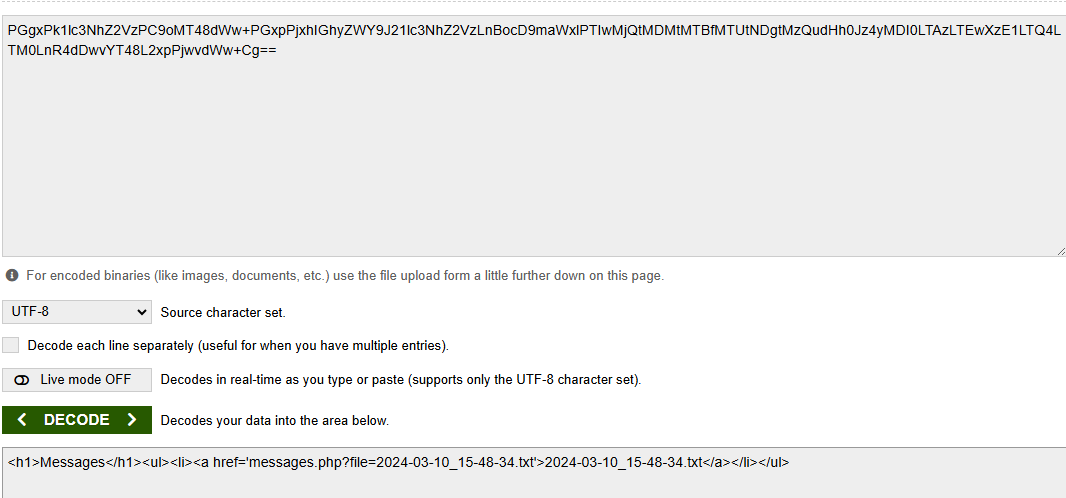 PGgxPk1lc3NhZ2VzPC9oMT48dWw+PGxpPjxhIGhyZWY9J21lc3NhZ2VzLnBocD9maWxlPTIwMjQtMDMtMTBfMTUtNDgtMzQudHh0Jz4yMDI0LTAzLTEwXzE1LTQ4L
TM0LnR4dDwvYT48L2xpPjwvdWw+Cg==
For encoded binaries (like images, documents, etc.) use the file upload form a little further down on this page.
UTF-8 Source character set.
Decode each line separately (useful for when you have multiple entries).
Live mode OFF Decodes in real-time as you type or paste (supports only the UTF-8 character set).
< DECODE > Decodes your data into the area below.
<h1>Messages</h1><ul><li><a href='messages.php?file=2024-03-10_15-48-34.txt'>2024-03-10_15-48-34.txt</a></li></ul>